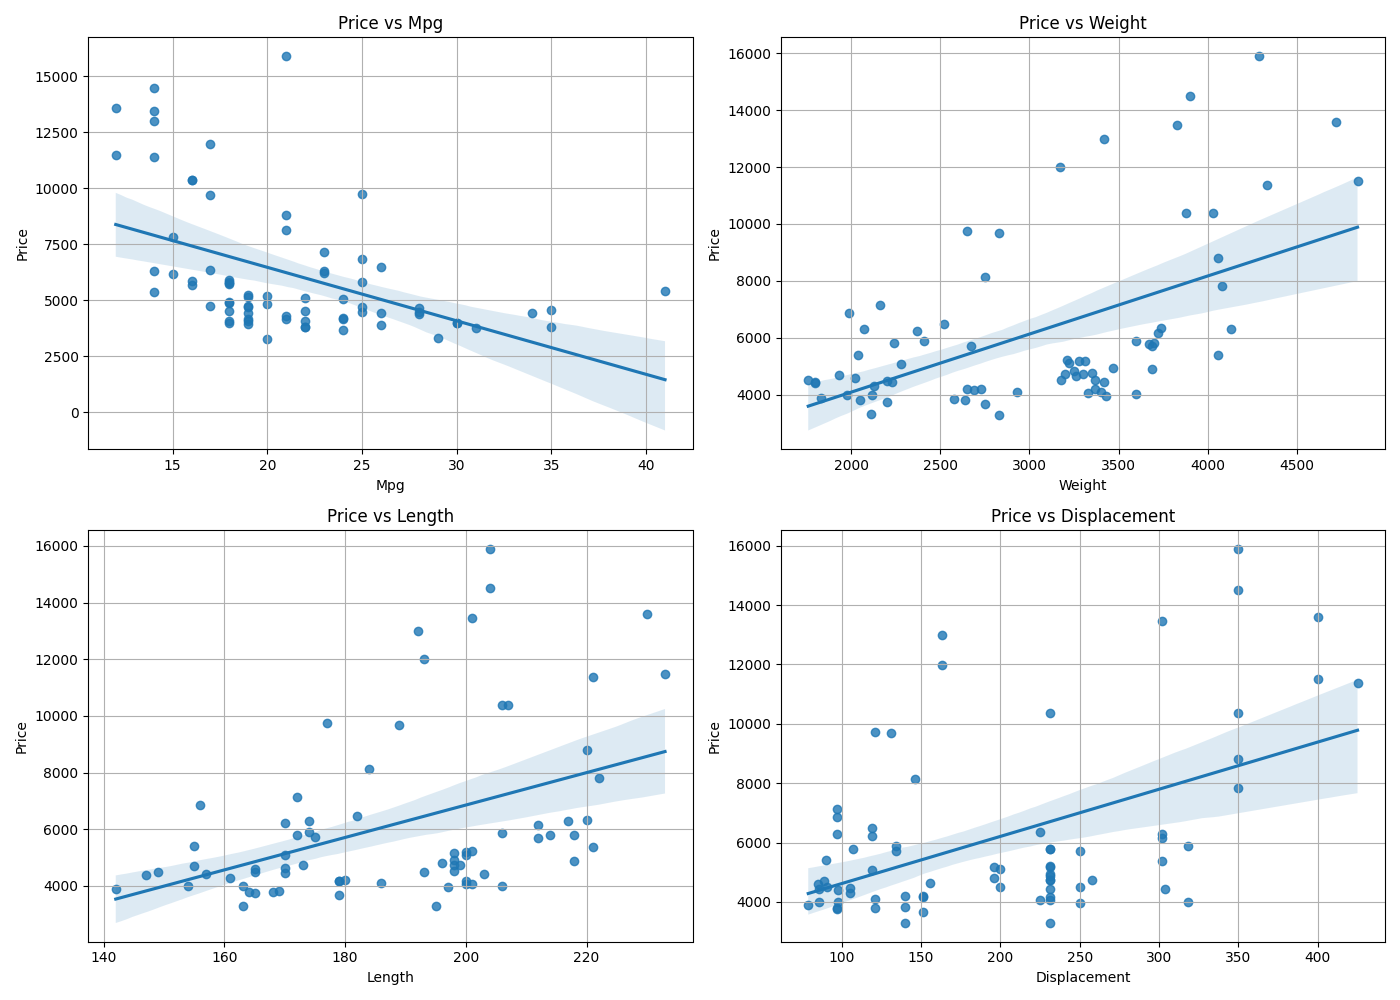 Price vs Mpg
Price
15000
12500
10000
7500
5000
2500
0
15 20 25 30 35 40
Mpg
Price vs Weight
Price
16000
14000
12000
10000
8000
6000
4000
2000 2500 3000 3500 4000 4500
Weight
Price vs Length
Price
16000
14000
12000
10000
8000
6000
4000
140 160 180 200 220
Length
Price vs Displacement
Price
16000
14000
12000
10000
8000
6000
4000
100 150 200 250 300 350 400
Displacement